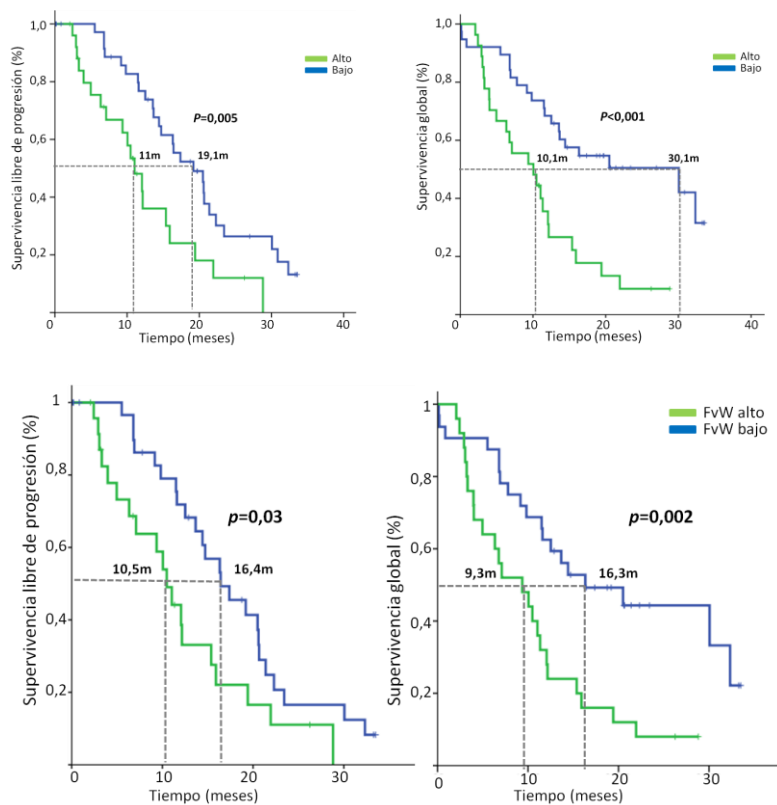 Supervivencia libre de progresión (%)
1,0
0,8
0,6
0,4
0,2
Alto
Bajo
P=0,005
11m
19,1m
0
10
20
30
40
Tiempo (meses)
Supervivencia global (%)
1,0
0,8
0,6
0,4
0,2
Alto
Bajo
P<0,001
10,1m
30,1m
0
10
20
30
40
Tiempo (meses)
Supervivencia libre de progresión (%)
1
0,8
0,6
0,4
0,2
p=0,03
10,5m
16,4m
0
10
20
30
Tiempo (meses)
Supervivencia global (%)
1
0,8
0,6
0,4
0,2
FvW alto
FvW bajo
p=0,002
9,3m
16,3m
0
10
20
30
Tiempo (meses)